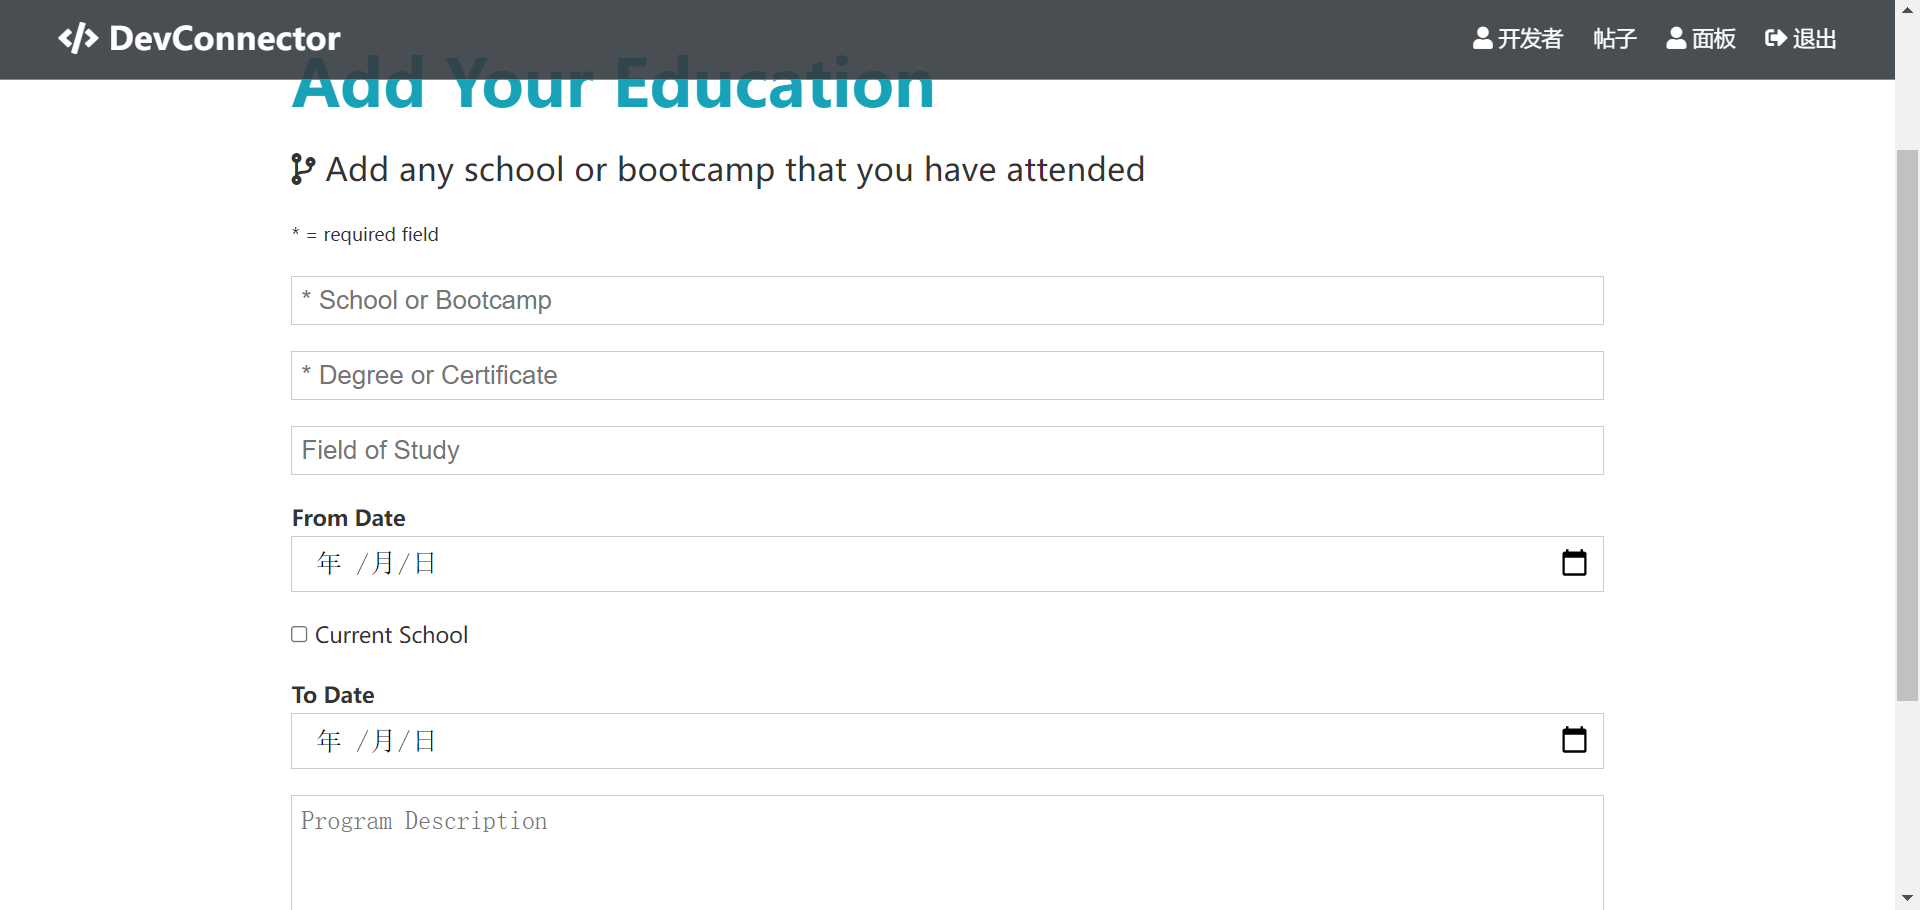 DevConnector
开发者 帖子 面板 退出
Add Your Education
Add any school or bootcamp that you have attended
* = required field
* School or Bootcamp
* Degree or Certificate
Field of Study
From Date
年 /月/日
Current School
To Date
年 /月/日
Program Description